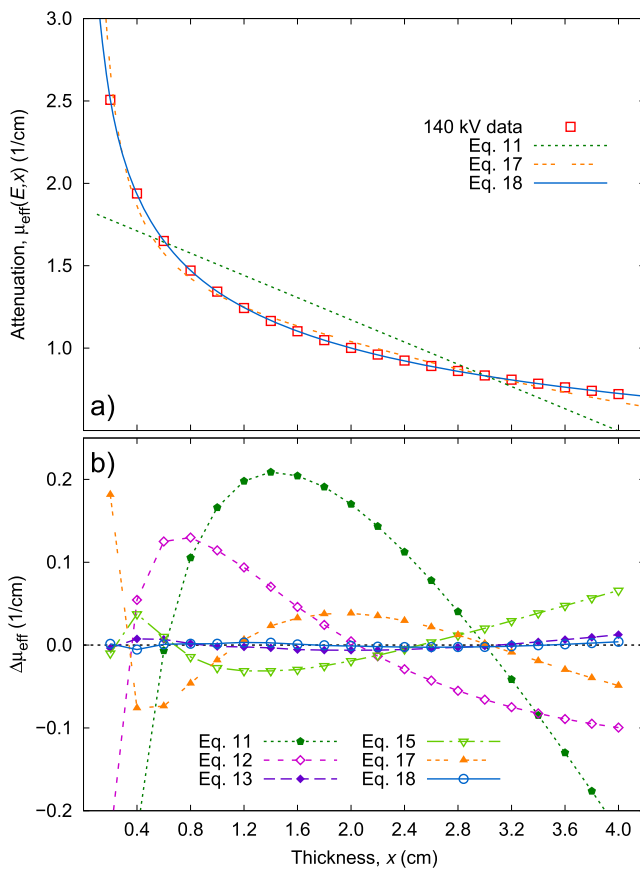 3.0
2.5
2.0
1.5
1.0
Attenuation, μeff(E,x) (1/cm)
140 kV data
Eq. 11
Eq. 17
Eq. 18
a)
b)
0.2
0.1
0.0
−0.1
−0.2
Δμeff (1/cm)
Eq. 11
Eq. 12
Eq. 13
Eq. 15
Eq. 17
Eq. 18
0.4 0.8 1.2 1.6 2.0 2.4 2.8 3.2 3.6 4.0
Thickness, x (cm)